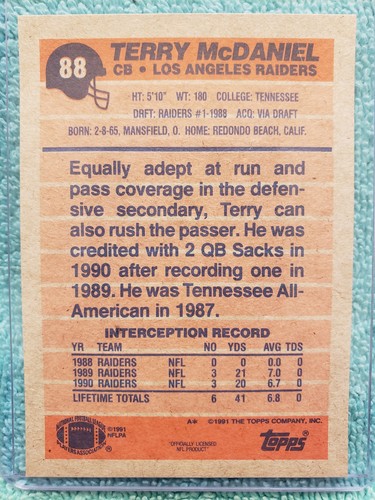 88
TERRY McDANIEL
CB • LOS ANGELES RAIDERS
HT: 5'10" WT: 180 COLLEGE: TENNESSEE
DRFT: RAIDERS #1-1988 ACQ: VIA DRAFT
BORN: 2-8-65, MANSFIELD, O. HOME: REDONDO BEACH, CALIF.
Equally adept at run and
pass coverage in the defen-
sive secondary, Terry can
also rush the passer. He was
credited with 2 QB Sacks in
1990 after recording one in
1989. He was Tennessee All-
American in 1987.
INTERCEPTION RECORD
YR TEAM NO YDS AVG TDS
1988 RAIDERS NFL 0 0 0.0 0
1989 RAIDERS NFL 3 21 7.0 0
1990 RAIDERS NFL 3 20 6.7 0
LIFETIME TOTALS 6 41 6.8 0
A* ©1991 THE TOPPS COMPANY, INC.
©1991
NFLPA
"OFFICIALLY LICENSED
NFL PRODUCT"
TOPPS